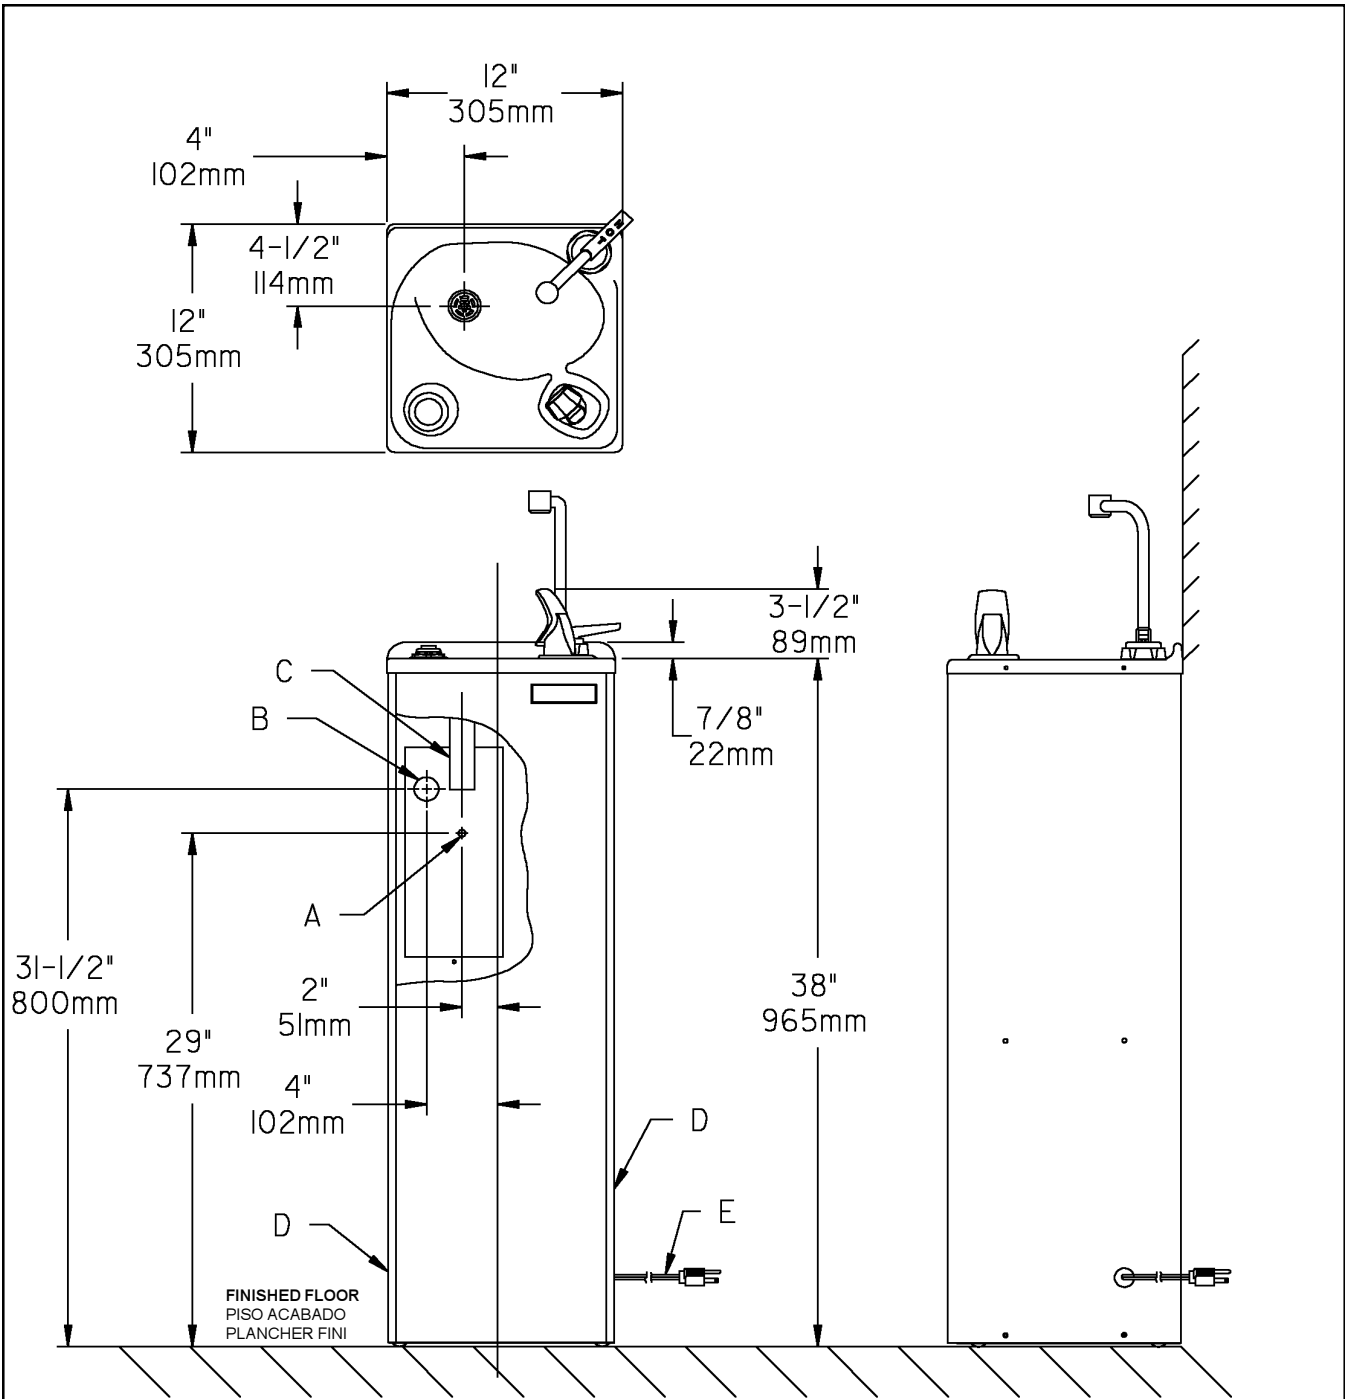 12"
305mm
4"
102mm
4-1/2"
114mm
12"
305mm
HOT
3-1/2"
89mm
C
B
7/8"
22mm
A
31-1/2"
800mm
2"
51mm
38"
965mm
29"
737mm
4"
102mm
D
D
E
FINISHED FLOOR
PISO ACABADO
PLANCHER FINI